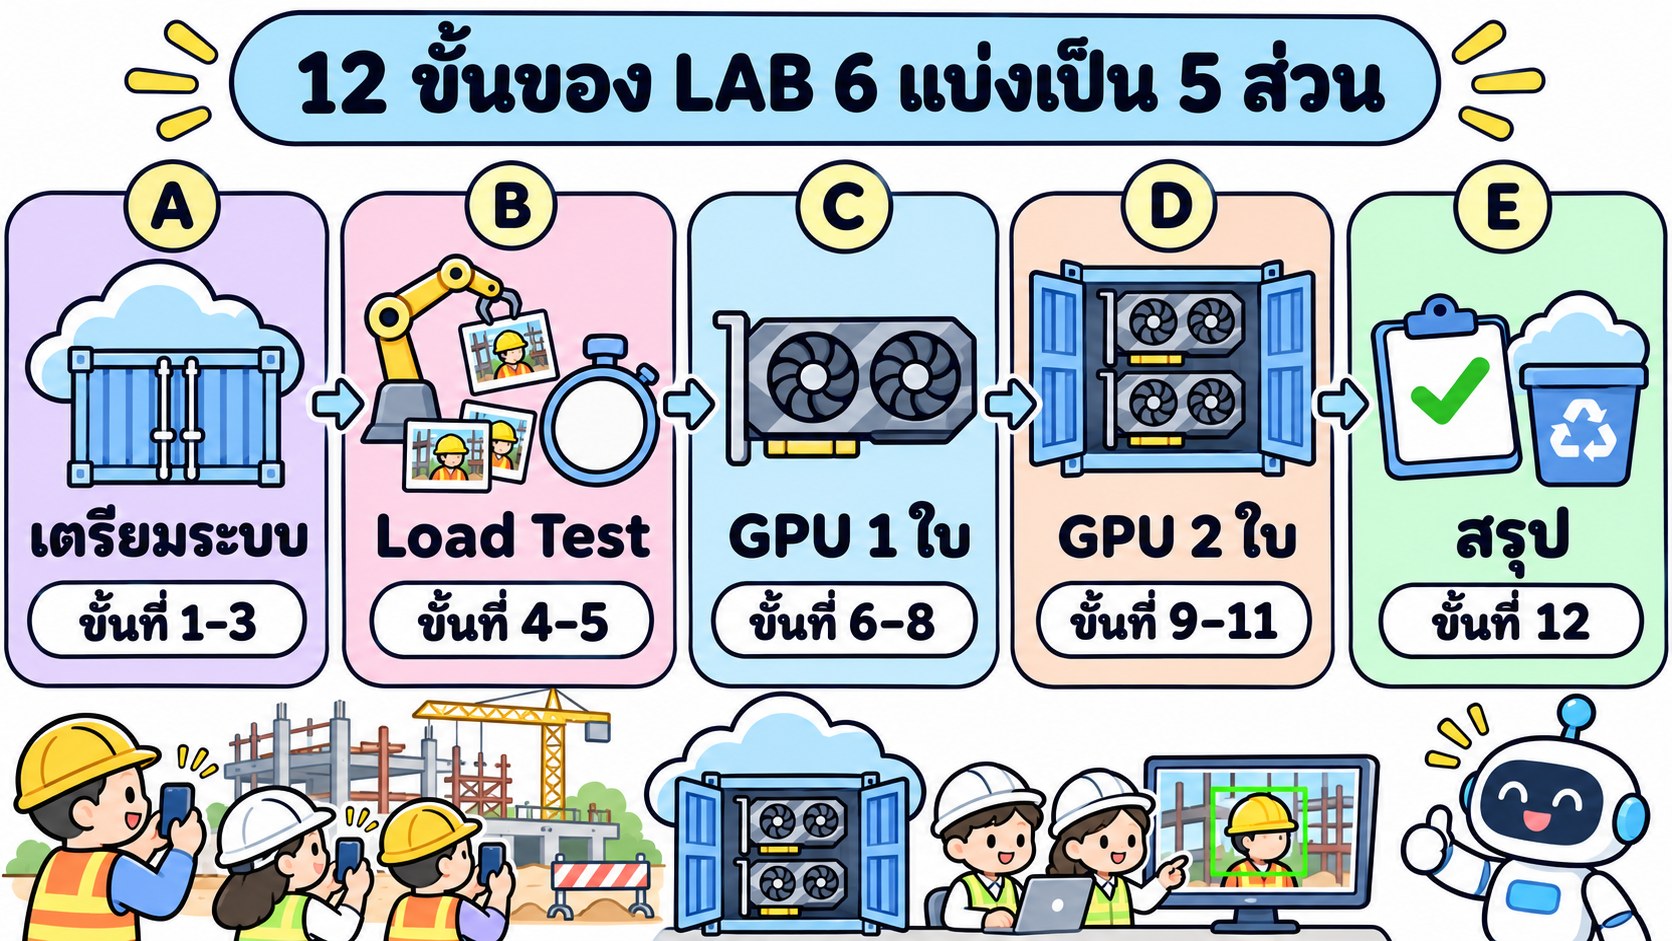 12 ขั้นของ LAB 6 แบ่งเป็น 5 ส่วน
A
เตรียมระบบ
ขั้นที่ 1-3
B
Load Test
ขั้นที่ 4-5
C
GPU 1 ใบ
ขั้นที่ 6-8
D
GPU 2 ใบ
ขั้นที่ 9-11
E
สรุป
ขั้นที่ 12